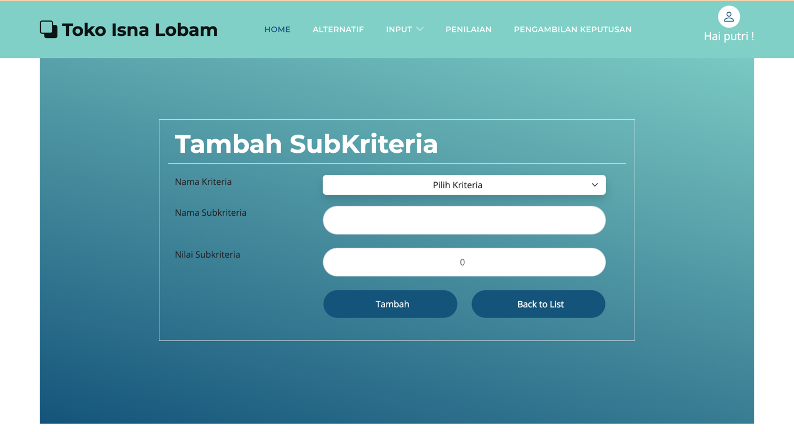 Toko Isna Lobam
HOME ALTERNATIF INPUT PENILAIAN PENGAMBILAN KEPUTUSAN
Hai putri !
Tambah SubKriteria
Nama Kriteria
Pilih Kriteria
Nama Subkriteria
Nilai Subkriteria
0
Tambah
Back to List